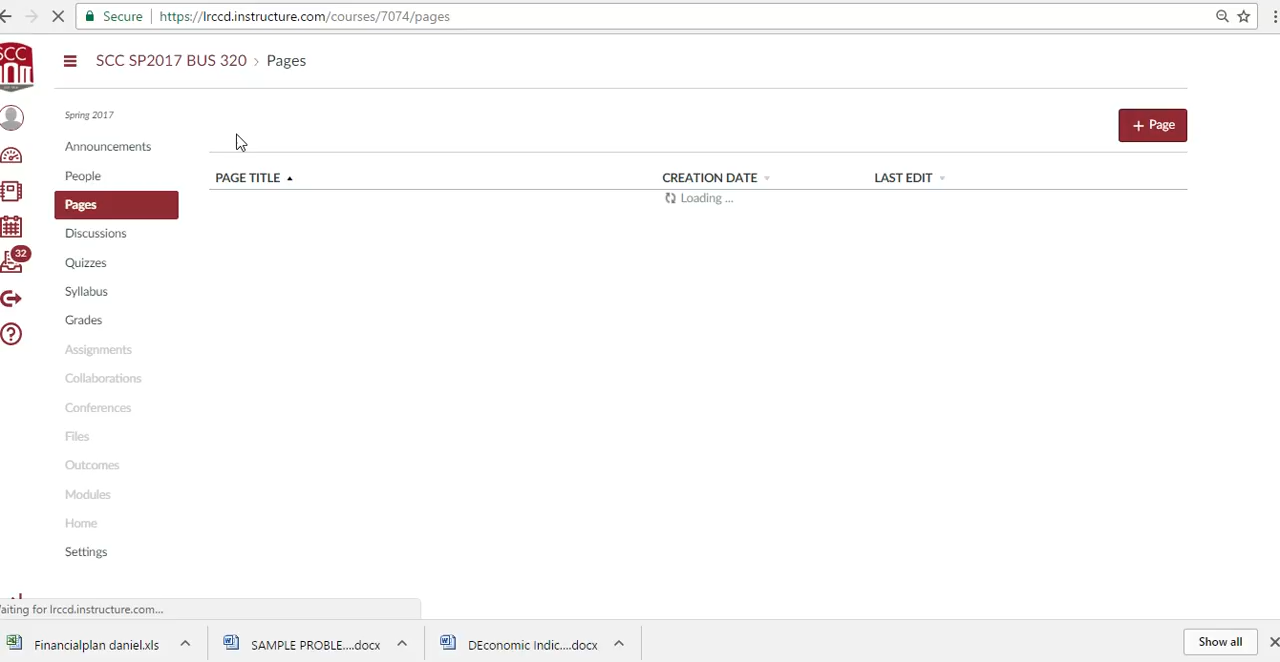 Secure https://lrccd.instructure.com/courses/7074/pages
SCC
SCC SP2017 BUS 320 › Pages
Spring 2017
+ Page
Announcements
People
Pages
Discussions
Quizzes
Syllabus
Grades
Assignments
Collaborations
Conferences
Files
Outcomes
Modules
Home
Settings
32
PAGE TITLE CREATION DATE LAST EDIT
Loading ...
aiting for lrccd.instructure.com...
Financialplan daniel.xls SAMPLE PROBLE....docx DEconomic Indic....docx Show all